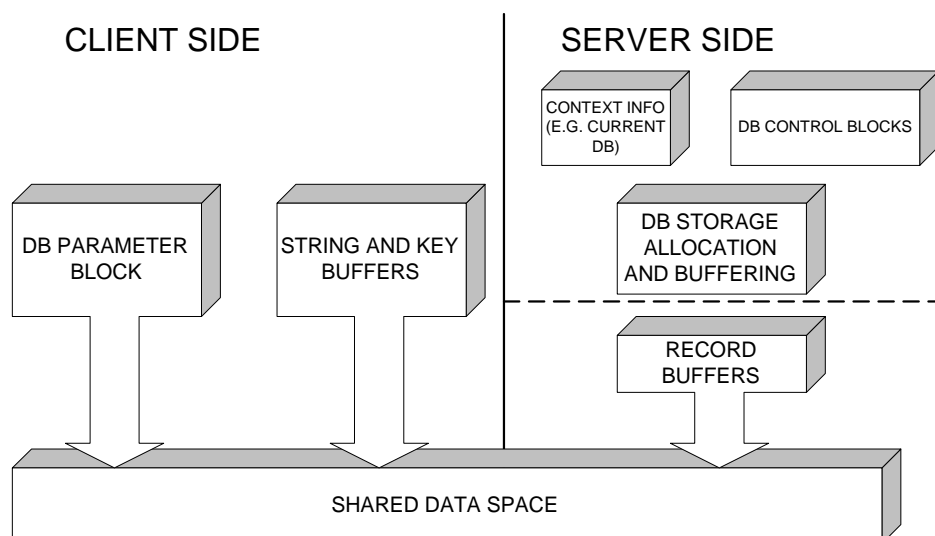 CLIENT SIDE
SERVER SIDE
CONTEXT INFO
(E.G. CURRENT
DB)
DB CONTROL BLOCKS
DB PARAMETER
BLOCK
STRING AND KEY
BUFFERS
DB STORAGE
ALLOCATION
AND BUFFERING
RECORD
BUFFERS
SHARED DATA SPACE